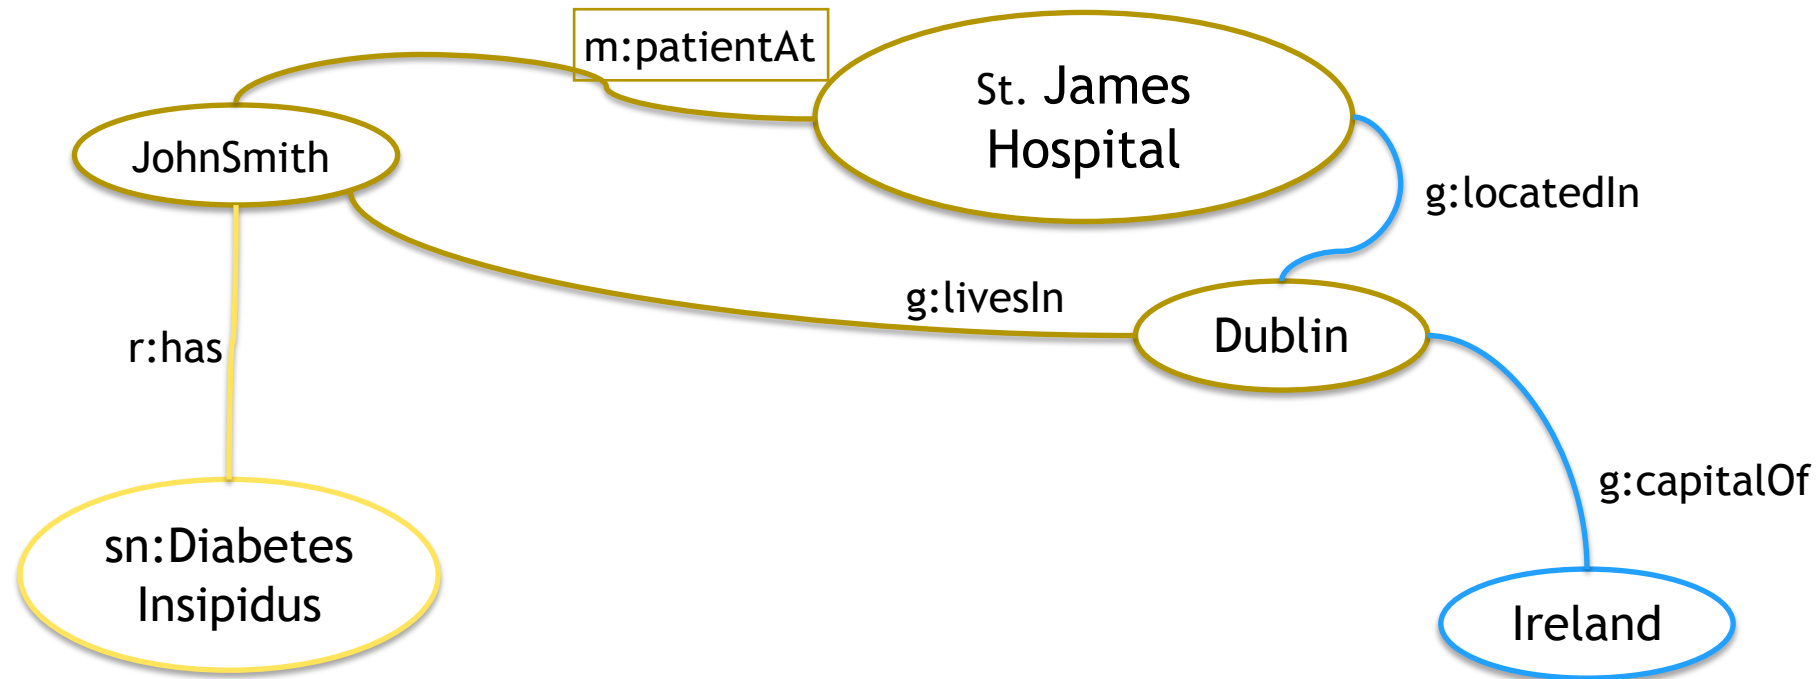 m:patientAt
St. James
Hospital
JohnSmith
g:locatedIn
g:livesIn
Dublin
r:has
g:capitalOf
sn:Diabetes
Insipidus
Ireland